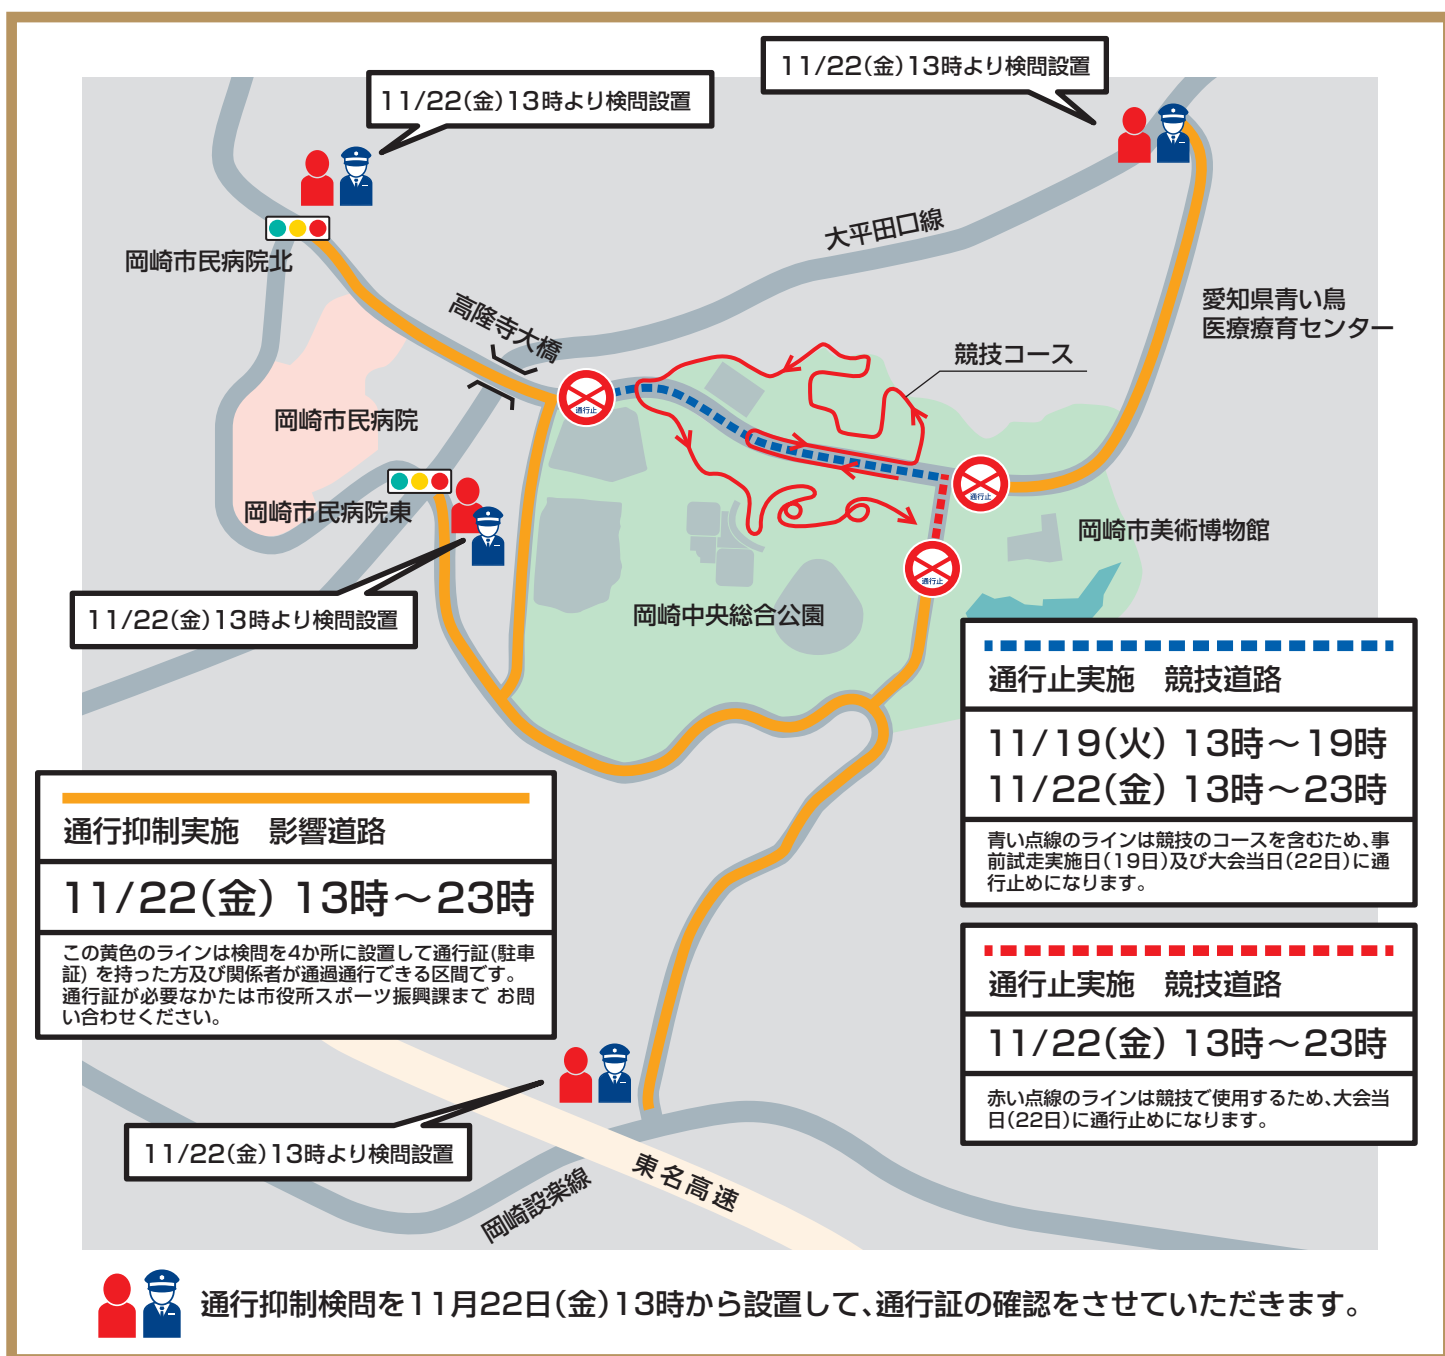 11/22(金)13時より検問設置
11/22(金)13時より検問設置
大平田口線
岡崎市民病院北
愛知県青い鳥
医療療育センター
高隆寺大橋
競技コース
通行止
岡崎市民病院
通行止
岡崎市民病院東
岡崎市美術博物館
通行止
11/22(金)13時より検問設置
岡崎中央総合公園
通行止実施 競技道路
11/19(火) 13時～19時
11/22(金) 13時～23時
青い点線のラインは競技のコースを含むため、事
前試走実施日(19日)及び大会当日(22日)に通
行止めになります。
通行抑制実施 影響道路
11/22(金) 13時～23時
この黄色のラインは検問を4か所に設置して通行証(駐車
証) を持った方及び関係者が通過通行できる区間です。
通行証が必要なかたは市役所スポーツ振興課まで お問
い合わせください。
通行止実施 競技道路
11/22(金) 13時～23時
赤い点線のラインは競技で使用するため、大会当
日(22日)に通行止めになります。
11/22(金)13時より検問設置
東名高速
岡崎設楽線
通行抑制検問を11月22日(金)13時から設置して、通行証の確認をさせていただきます。